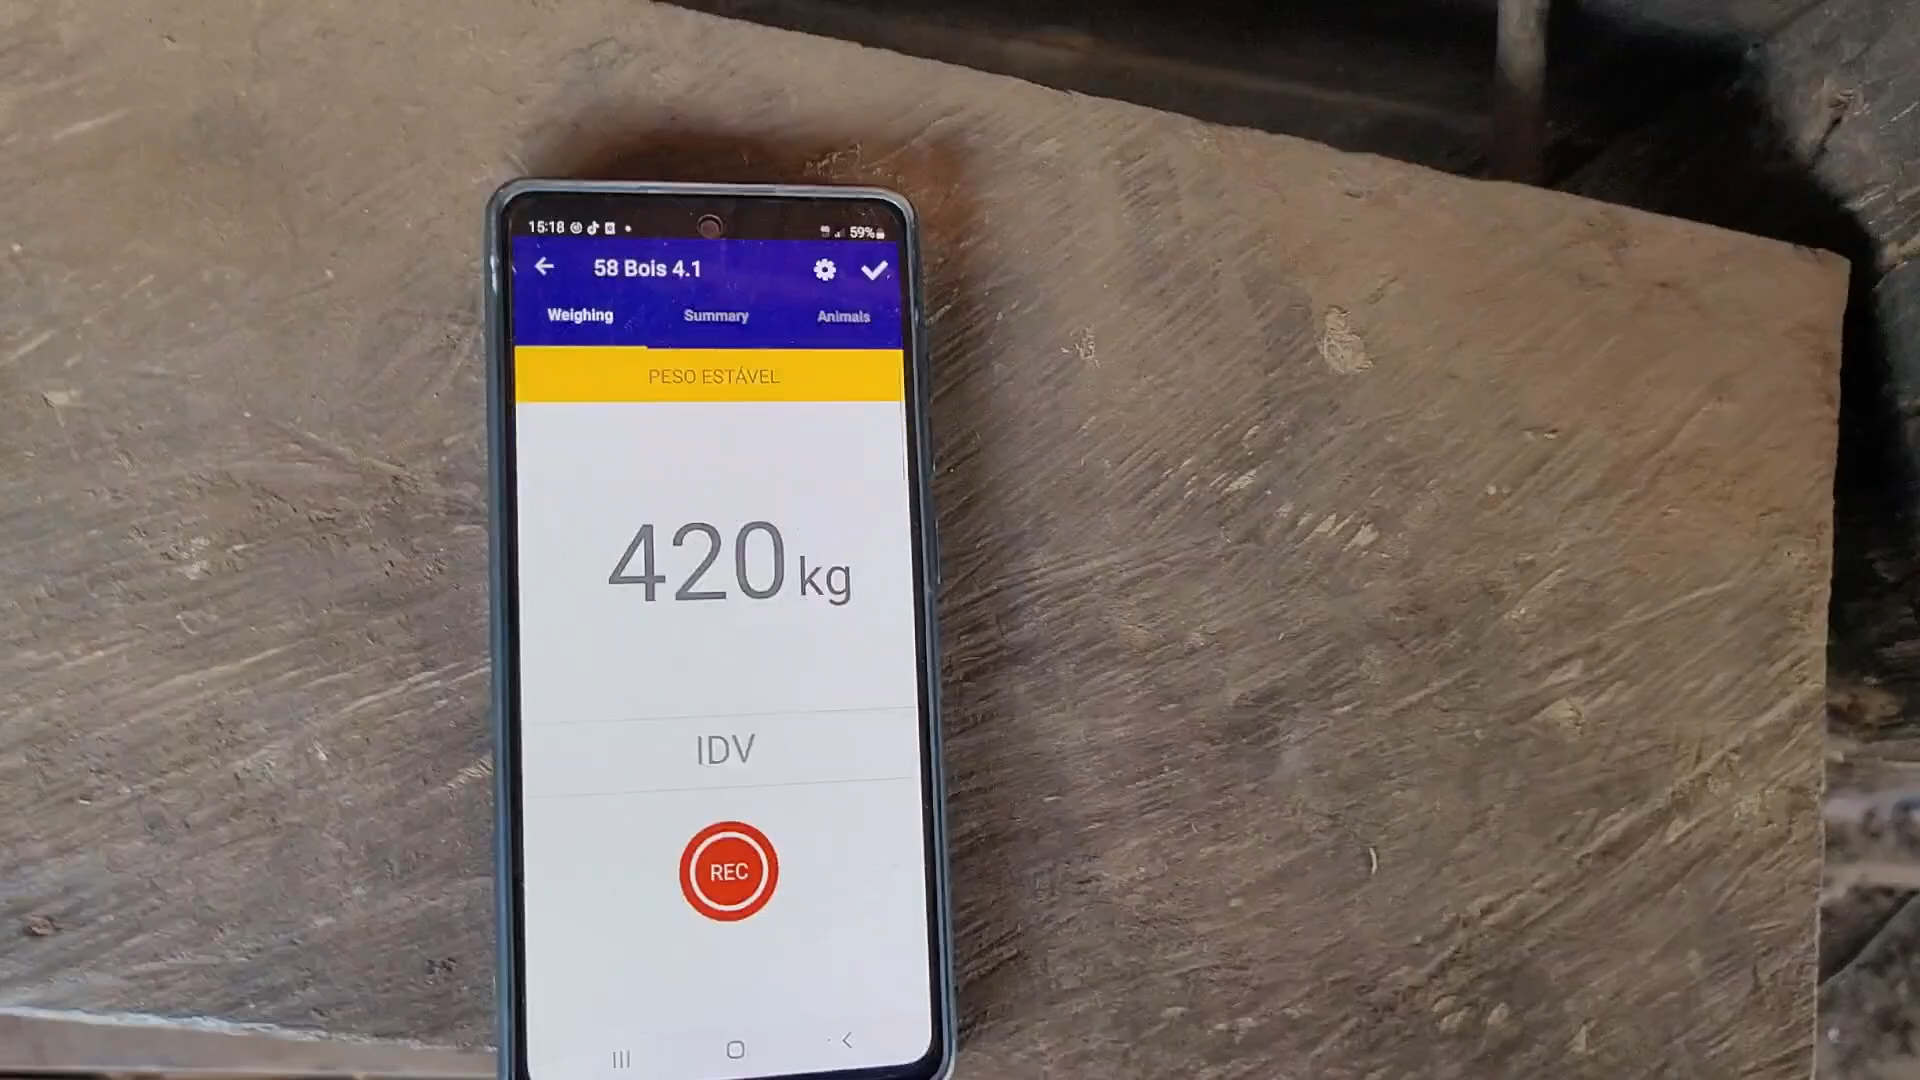 15:18 59%
58 Bois 4.1
Weighing Summary Animals
PESO ESTÁVEL
420 kg
IDV
REC